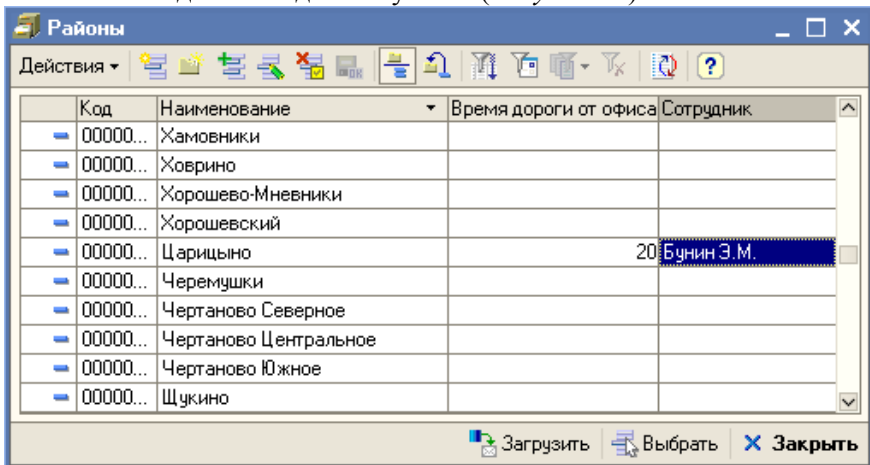 Районы
Действия
Код Наименование Время дороги от офиса Сотрудник
00000... Хамовники
00000... Ховрино
00000... Хорошево-Мневники
00000... Хорошевский
00000... Царицыно 20 Бунин Э.М.
00000... Черемушки
00000... Чертаново Северное
00000... Чертаново Центральное
00000... Чертаново Южное
00000... Щукино
Загрузить Выбрать Закрыть